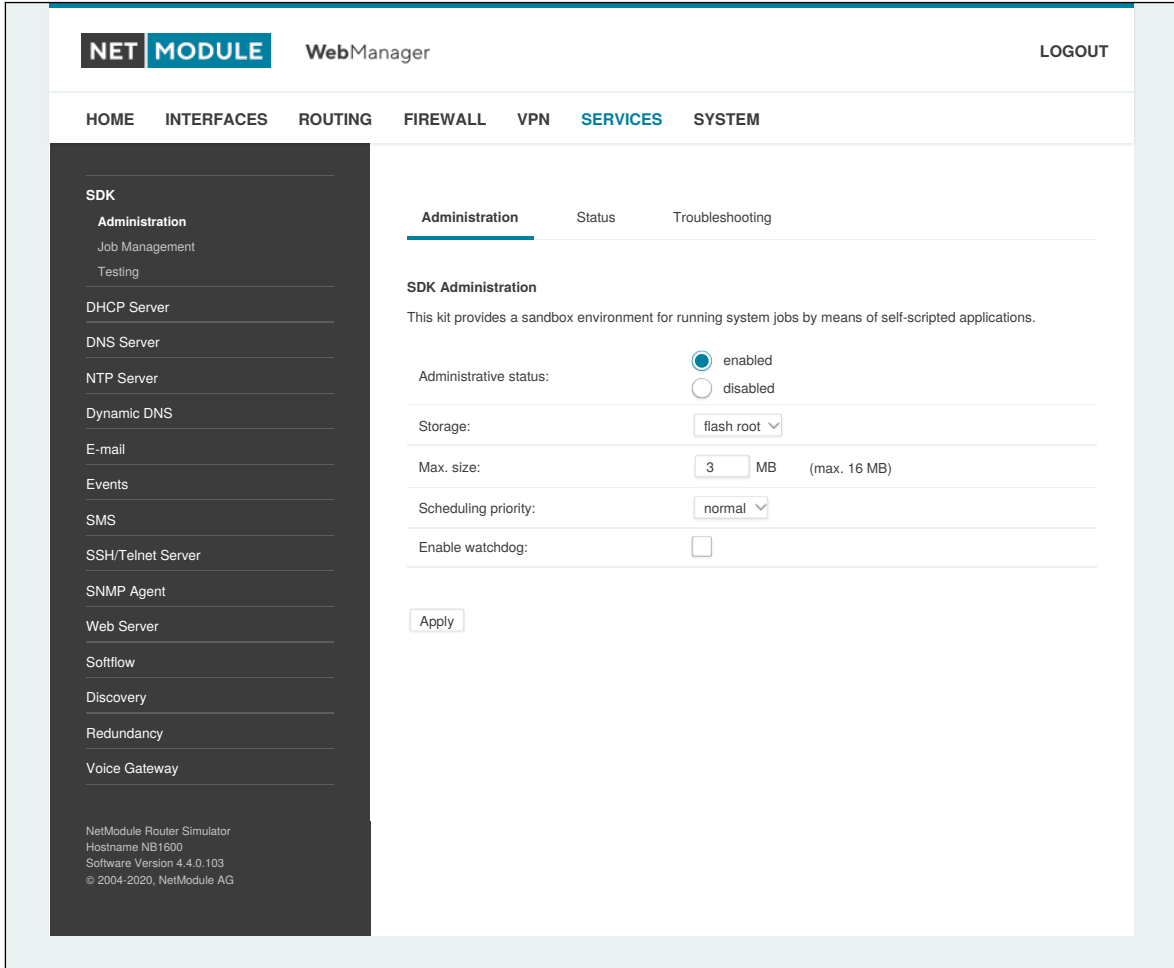 NET MODULE WebManager LOGOUT
HOME INTERFACES ROUTING FIREWALL VPN SERVICES SYSTEM
SDK
Administration
Job Management
Testing
DHCP Server
DNS Server
NTP Server
Dynamic DNS
E-mail
Events
SMS
SSH/Telnet Server
SNMP Agent
Web Server
Softflow
Discovery
Redundancy
Voice Gateway
NetModule Router Simulator
Hostname NB1600
Software Version 4.4.0.103
© 2004-2020, NetModule AG
Administration Status Troubleshooting
SDK Administration
This kit provides a sandbox environment for running system jobs by means of self-scripted applications.
Administrative status: enabled
disabled
Storage: flash root
Max. size: 3 MB (max. 16 MB)
Scheduling priority: normal
Enable watchdog:
Apply